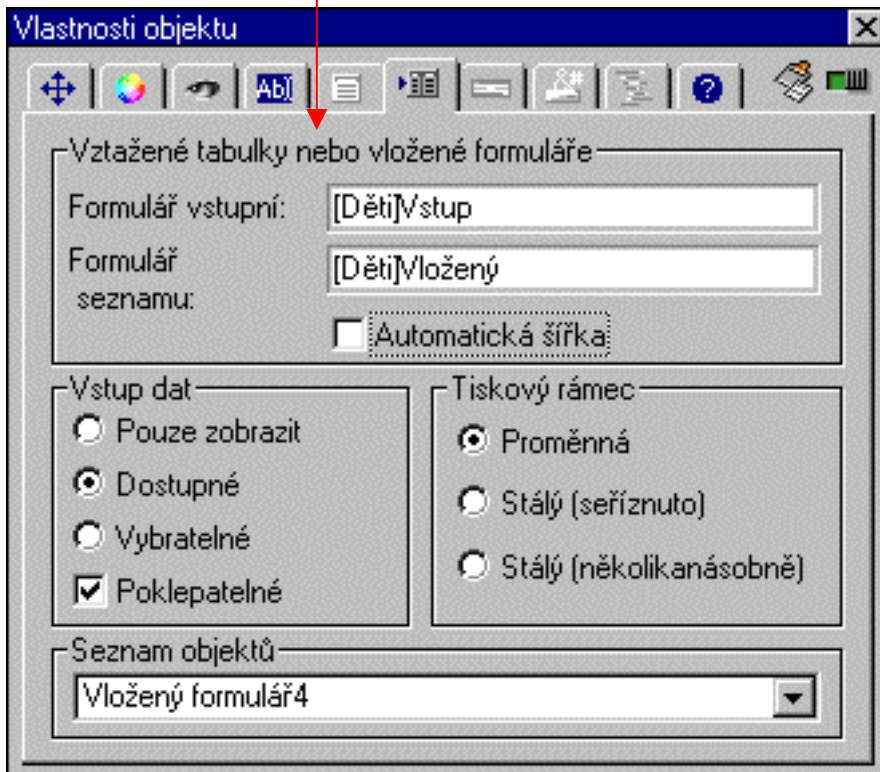 Vlastnosti objektu
Vztažené tabulky nebo vložené formuláře
Formulář vstupní: [Děti]Vstup
Formulář seznamu: [Děti]Vložený
Automatická šířka
Vstup dat
Pouze zobrazit
Dostupné
Vybratelné
Poklepatelné
Tiskový rámec
Proměnná
Stálý (seříznuto)
Stálý (několikanásobně)
Seznam objektů
Vložený formulář4